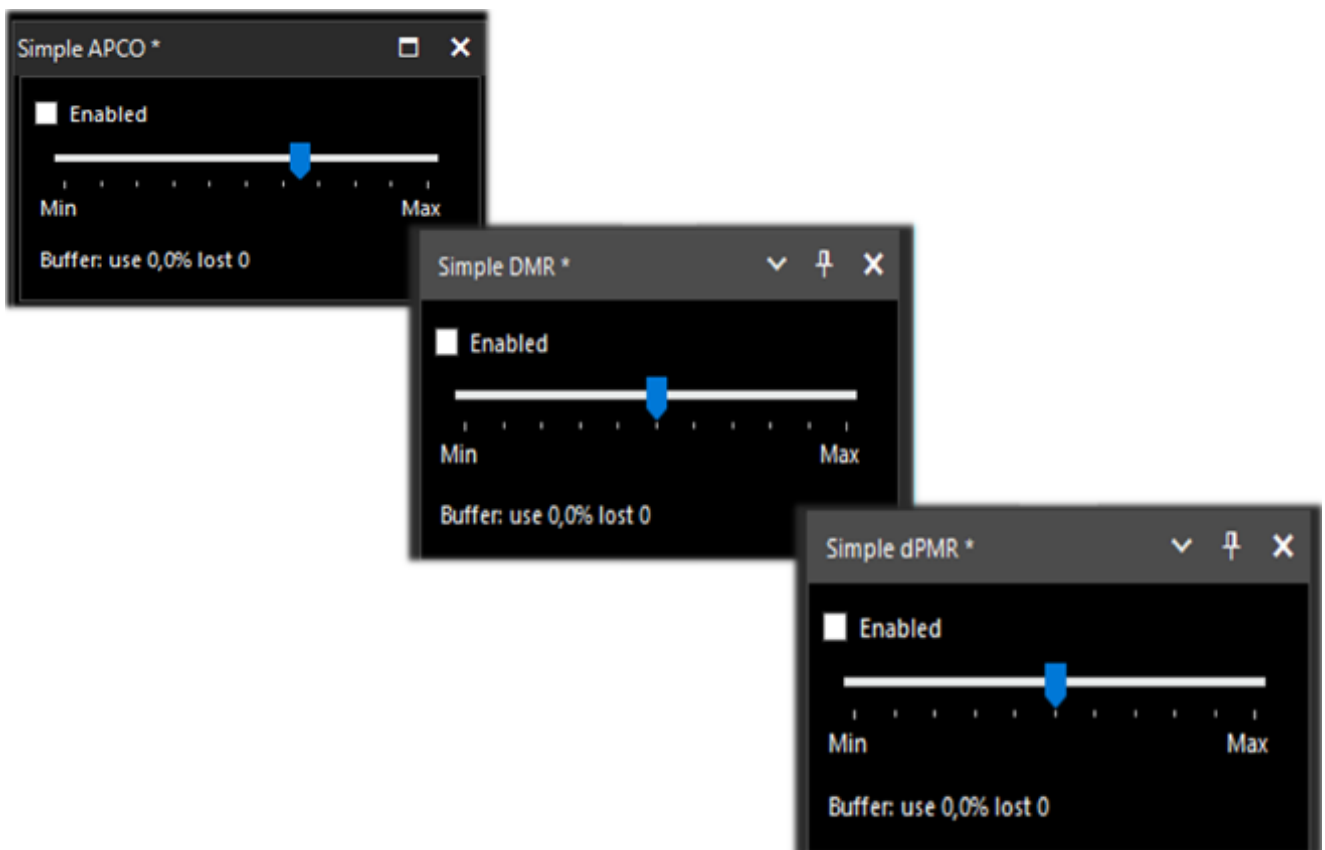 Simple APCO *
Enabled
Min Max
Buffer: use 0,0% lost 0
Simple DMR *
Enabled
Min Max
Buffer: use 0,0% lost 0
Simple dPMR *
Enabled
Min Max
Buffer: use 0,0% lost 0